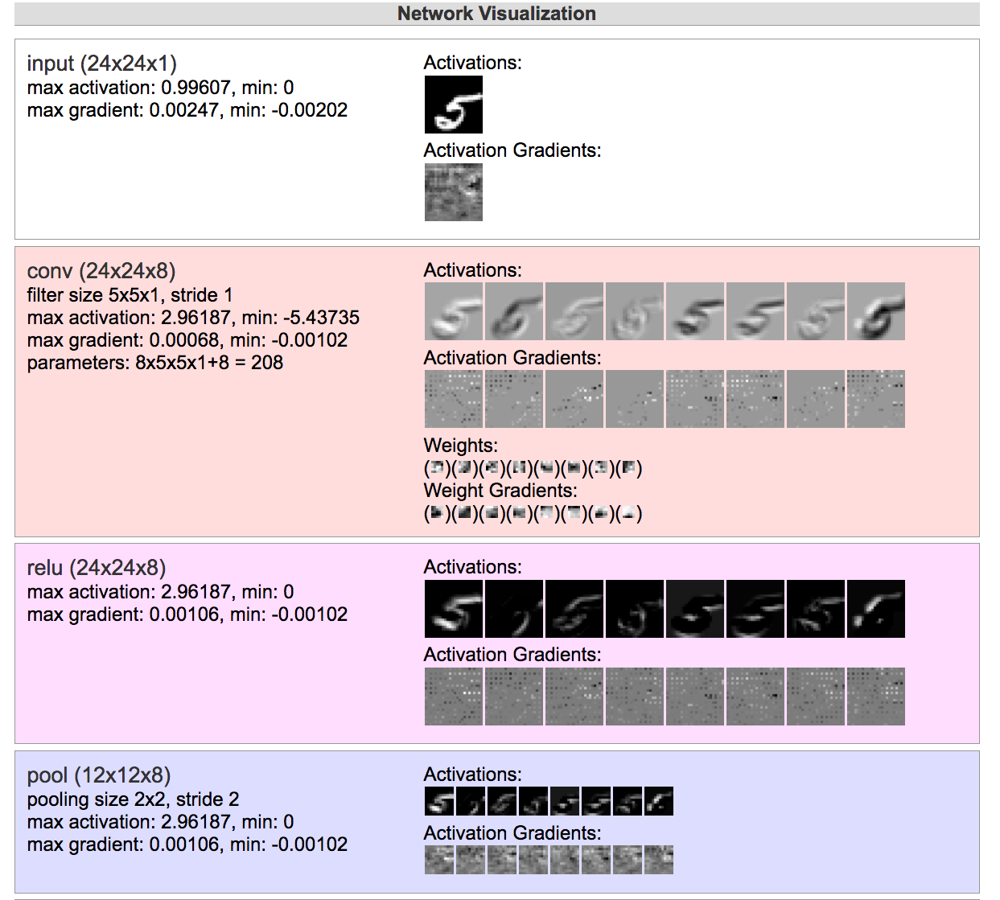 Network Visualization
input (24x24x1)
max activation: 0.99607, min: 0
max gradient: 0.00247, min: -0.00202
Activations:
Activation Gradients:
conv (24x24x8)
filter size 5x5x1, stride 1
max activation: 2.96187, min: -5.43735
max gradient: 0.00068, min: -0.00102
parameters: 8x5x5x1+8 = 208
Activations:
Activation Gradients:
Weights:
( )( )( )( )( )( )( )( )
Weight Gradients:
( )( )( )( )( )( )( )( )
relu (24x24x8)
max activation: 2.96187, min: 0
max gradient: 0.00106, min: -0.00102
Activations:
Activation Gradients:
pool (12x12x8)
pooling size 2x2, stride 2
max activation: 2.96187, min: 0
max gradient: 0.00106, min: -0.00102
Activations:
Activation Gradients: